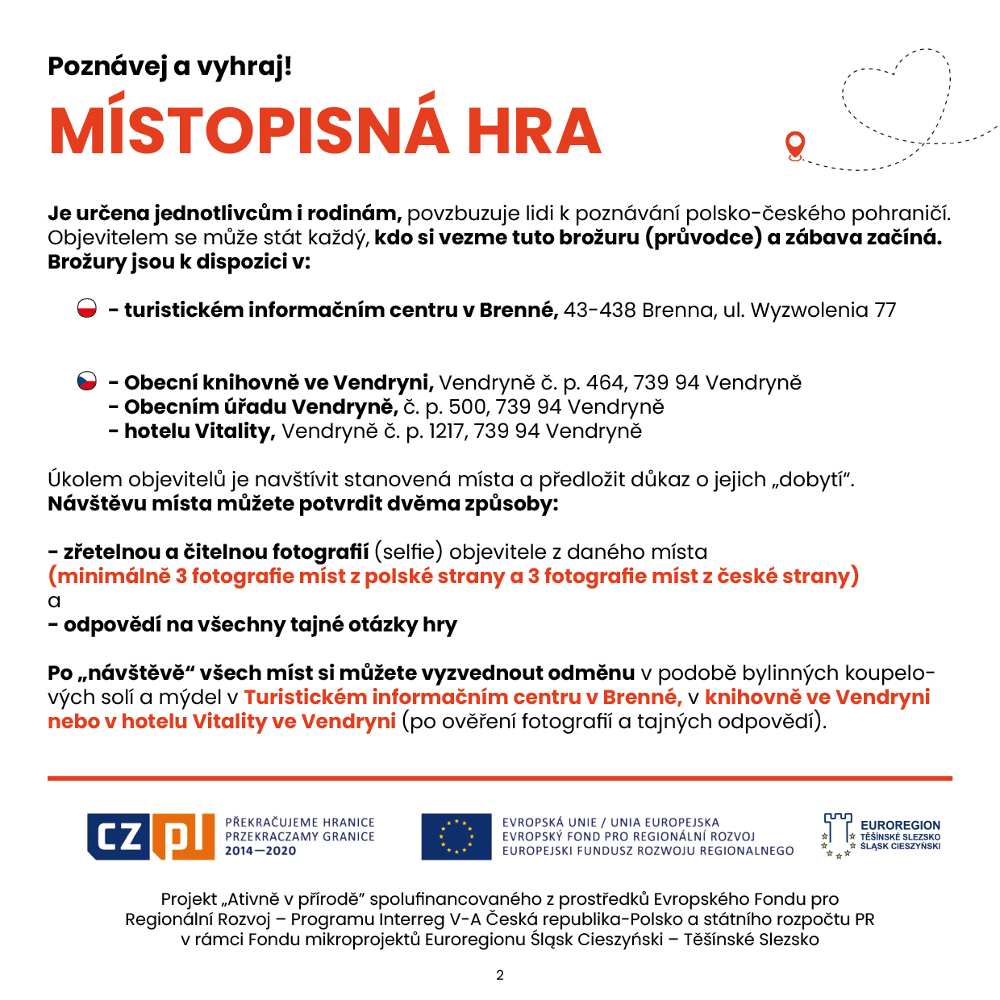 Poznávej a vyhraj!
MÍSTOPISNÁ HRA
Je určena jednotlivcům i rodinám, povzbuzuje lidi k poznávání polsko-českého pohraničí.
Objevitelem se může stát každý, kdo si vezme tuto brožuru (průvodce) a zábava začíná.
Brožury jsou k dispozici v:
- turistickém informačním centru v Brenné, 43-438 Brenna, ul. Wyzwolenia 77
- Obecní knihovně ve Vendryni, Vendryně č. p. 464, 739 94 Vendryně
- Obecním úřadu Vendryně, č. p. 500, 739 94 Vendryně
- hotelu Vitality, Vendryně č. p. 1217, 739 94 Vendryně
Úkolem objevitelů je navštívit stanovená místa a předložit důkaz o jejich „dobytí“.
Návštěvu místa můžete potvrdit dvěma způsoby:
- zřetelnou a čitelnou fotografií (selfie) objevitele z daného místa
(minimálně 3 fotografie míst z polské strany a 3 fotografie míst z české strany)
a
- odpovědí na všechny tajné otázky hry
Po „návštěvě“ všech míst si můžete vyzvednout odměnu v podobě bylinných koupelo-
vých solí a mýdel v Turistickém informačním centru v Brenné, v knihovně ve Vendryni
nebo v hotelu Vitality ve Vendryni (po ověření fotografií a tajných odpovědí).
CZ pl
PŘEKRAČUJEME HRANICE
PRZEKRACZAMY GRANICE
2014—2020
EVROPSKÁ UNIE / UNIA EUROPEJSKA
EVROPSKÝ FOND PRO REGIONÁLNÍ ROZVOJ
EUROPEJSKI FUNDUSZ ROZWOJU REGIONALNEGO
EUROREGION
TĚŠÍNSKÉ SLEZSKO
ŚLĄSK CIESZYŃSKI
Projekt „Ativně v přírodě” spolufinancovaného z prostředků Evropského Fondu pro
Regionální Rozvoj – Programu Interreg V-A Česká republika-Polsko a státního rozpočtu PR
v rámci Fondu mikroprojektů Euroregionu Śląsk Cieszyński – Těšínské Slezsko
2